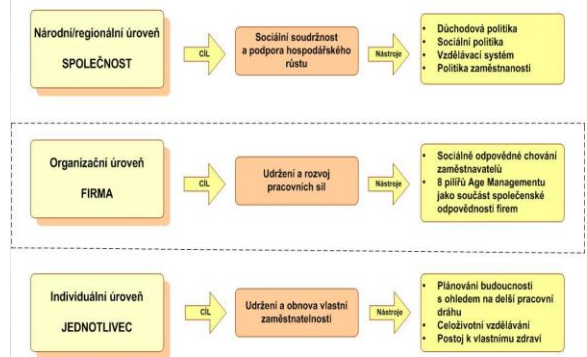 Národní/regionální úroveň
SPOLEČNOST
CÍL
Sociální soudržnost
a podpora hospodářského
růstu
Nástroje
• Důchodová politika
• Sociální politika
• Vzdělávací systém
• Politika zaměstnanosti
Organizační úroveň
FIRMA
CÍL
Udržení a rozvoj
pracovních sil
Nástroje
• Sociálně odpovědné chování
zaměstnavatelů
• 8 pilířů Age Managementu
jako součást společenské
odpovědnosti firem
Individuální úroveň
JEDNOTLIVEC
CÍL
Udržení a obnova vlastní
zaměstnatelnosti
Nástroje
• Plánování budoucnosti
s ohledem na delší pracovní
dráhu
• Celoživotní vzdělávání
• Postoj k vlastnímu zdraví